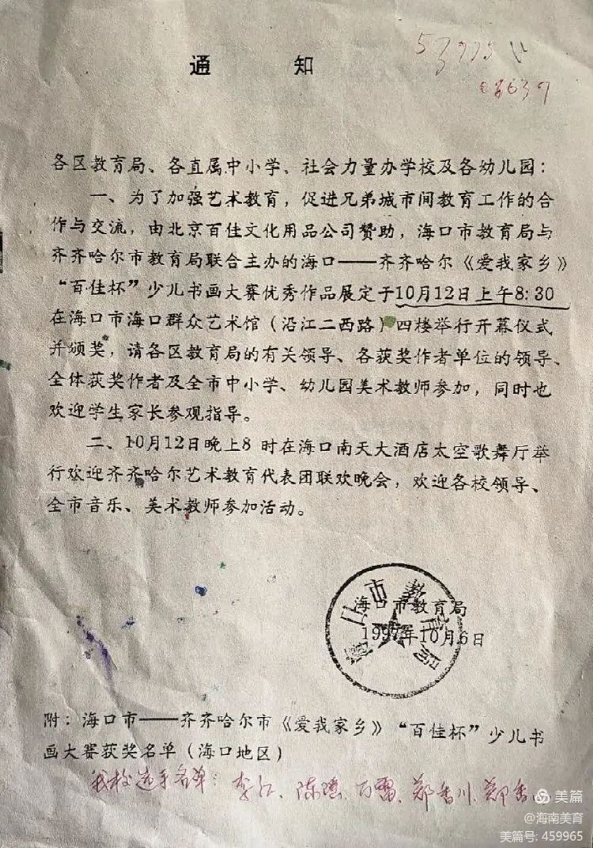 通 知
各区教育局、各直属中小学、社会力量办学校及各幼儿园：
一、为了加强艺术教育，促进兄弟城市间教育工作的合
作与交流，由北京百佳文化用品公司赞助，海口市教育局与
齐齐哈尔市教育局联合主办的海口——齐齐哈尔《爱我家乡》
“百佳杯”少儿书画大赛优秀作品展定于10月12日上午8:30
在海口市海口群众艺术馆（沿江二西路）四楼举行开幕仪式
并颁奖，请各区教育局的有关领导、各获奖作者单位的领导、
全体获奖作者及全市中小学、幼儿园美术教师参加，同时也
欢迎学生家长参观指导。
二、10月12日晚上8时在海口南天大酒店太空歌舞厅举
行欢迎齐齐哈尔艺术教育代表团联欢晚会，欢迎各校领导、
全市音乐、美术教师参加活动。
海口市教育局
海口市教育局
199 年10月6日
附：海口市——齐齐哈尔市《爱我家乡》“百佳杯”少儿书
画大赛获奖名单（海口地区）
我校选手名单：李红、陈 、郑香川、郑
美篇
@海南美育
美篇号: 459965